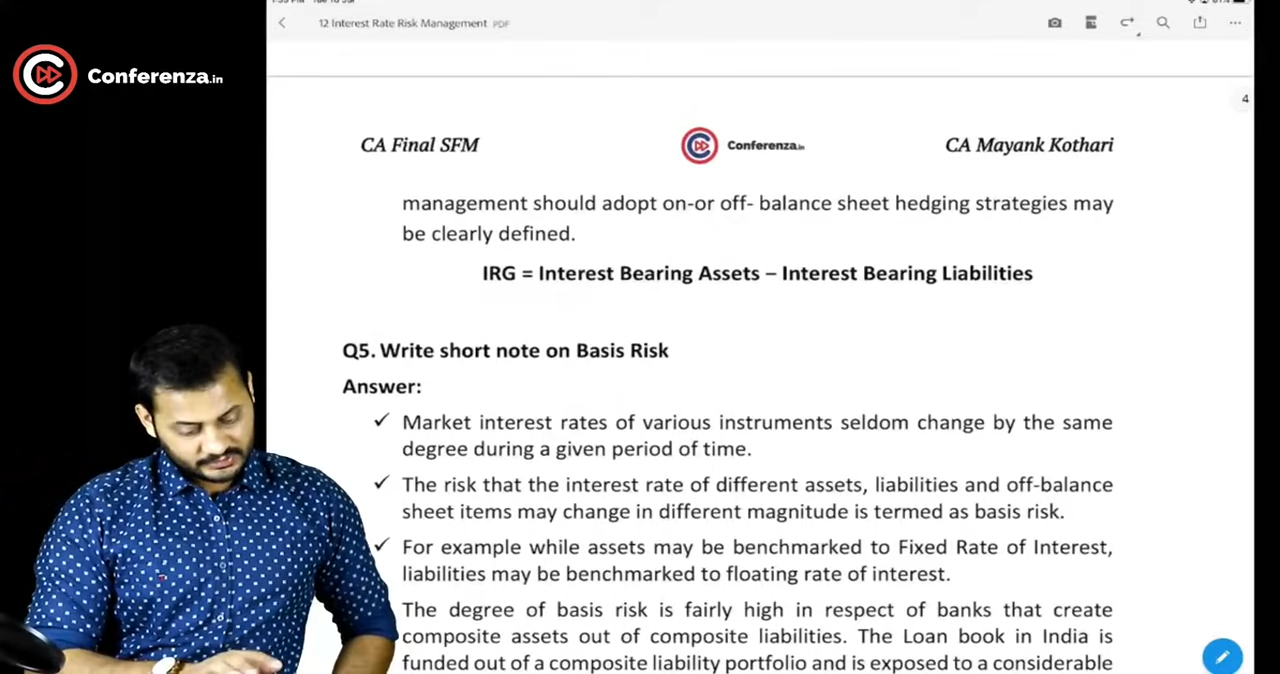 Conferenza.in
12 Interest Rate Risk Management PDF
4
CA Final SFM
Conferenza.in
CA Mayank Kothari
management should adopt on-or off- balance sheet hedging strategies may
be clearly defined.
IRG = Interest Bearing Assets – Interest Bearing Liabilities
Q5. Write short note on Basis Risk
Answer:
✓ Market interest rates of various instruments seldom change by the same
degree during a given period of time.
✓ The risk that the interest rate of different assets, liabilities and off-balance
sheet items may change in different magnitude is termed as basis risk.
✓ For example while assets may be benchmarked to Fixed Rate of Interest,
liabilities may be benchmarked to floating rate of interest.
The degree of basis risk is fairly high in respect of banks that create
composite assets out of composite liabilities. The Loan book in India is
funded out of a composite liability portfolio and is exposed to a considerable